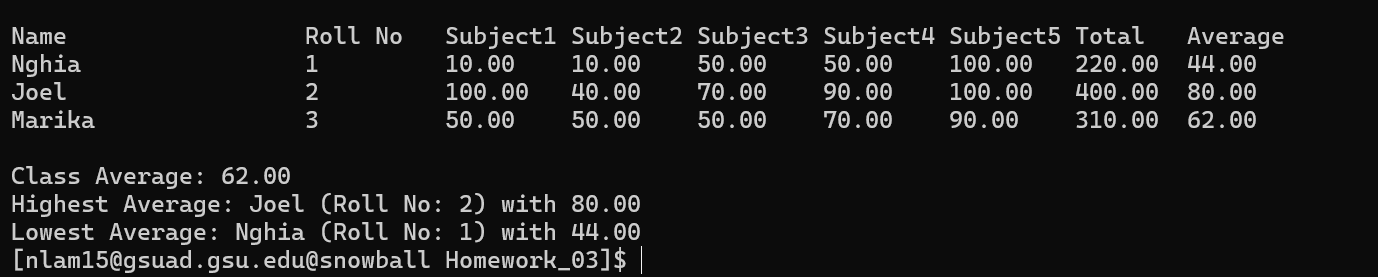 Name                 Roll No   Subject1 Subject2 Subject3 Subject4 Subject5 Total   Average
Nghia                1         10.00    10.00    50.00    50.00    100.00   220.00  44.00
Joel                 2         100.00   40.00    70.00    90.00    100.00   400.00  80.00
Marika               3         50.00    50.00    50.00    70.00    90.00    310.00  62.00
Class Average: 62.00
Highest Average: Joel (Roll No: 2) with 80.00
Lowest Average: Nghia (Roll No: 1) with 44.00
[nlam15@gsuad.gsu.edu@snowball Homework_03]$